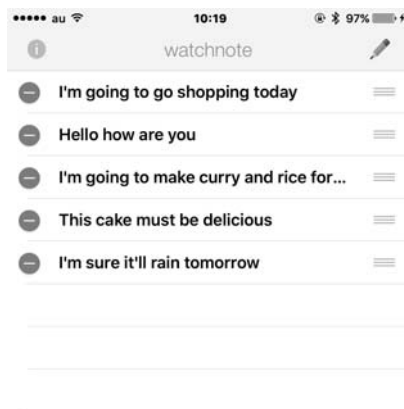 au 10:19 97%
watchnote
I'm going to go shopping today
Hello how are you
I'm going to make curry and rice for...
This cake must be delicious
I'm sure it'll rain tomorrow